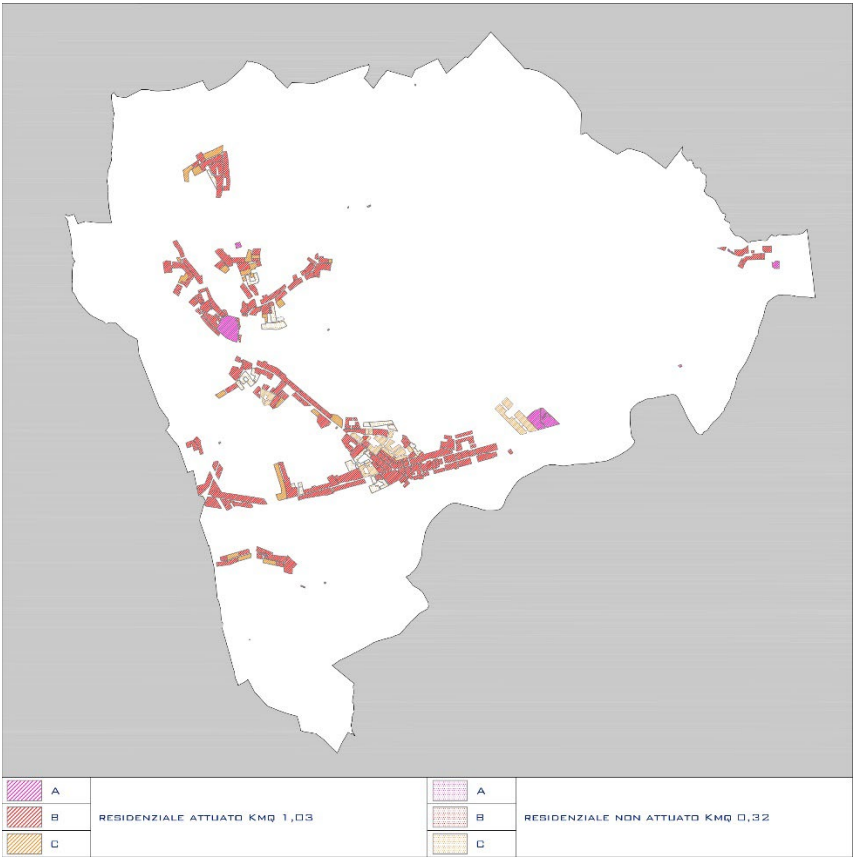 A
B RESIDENZIALE ATTUATO KMQ 1,03
C
A
B RESIDENZIALE NON ATTUATO KMQ 0,32
C